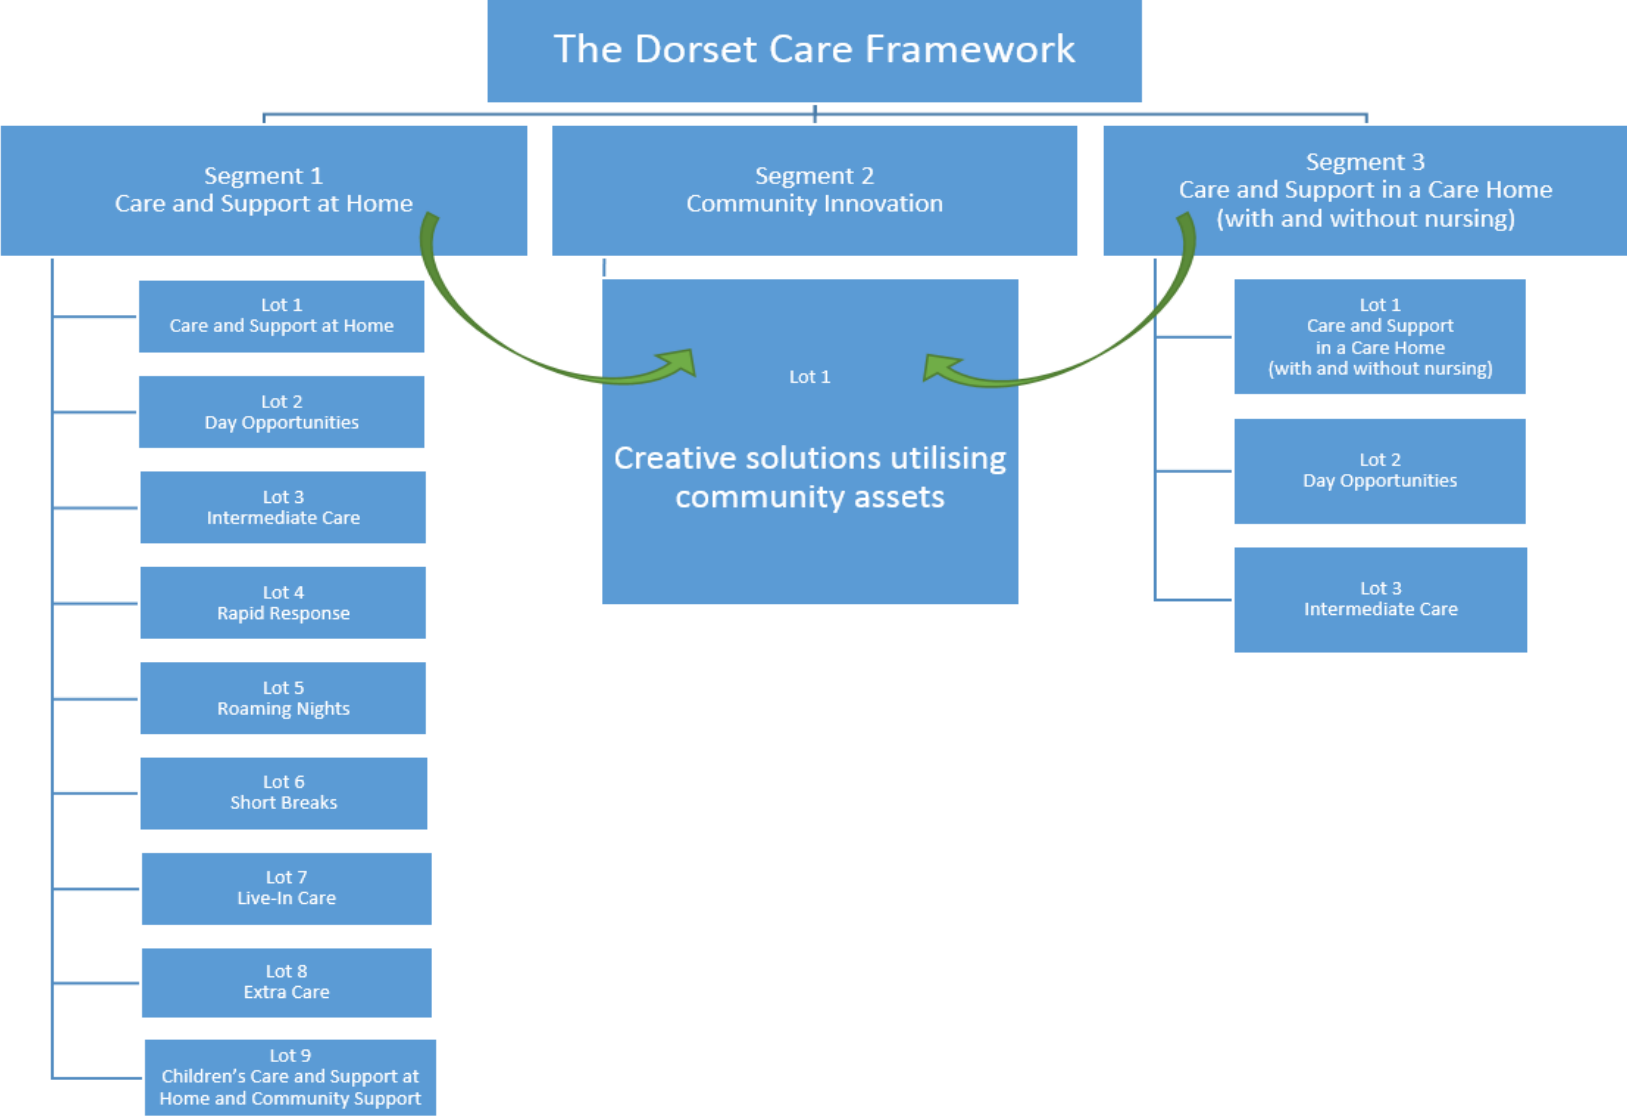 The Dorset Care Framework
Segment 1
Care and Support at Home
Segment 2
Community Innovation
Segment 3
Care and Support in a Care Home
(with and without nursing)
Lot 1
Care and Support at Home
Lot 2
Day Opportunities
Lot 3
Intermediate Care
Lot 4
Rapid Response
Lot 5
Roaming Nights
Lot 6
Short Breaks
Lot 7
Live-In Care
Lot 8
Extra Care
Lot 9
Children’s Care and Support at
Home and Community Support
Lot 1
Creative solutions utilising
community assets
Lot 1
Care and Support
in a Care Home
(with and without nursing)
Lot 2
Day Opportunities
Lot 3
Intermediate Care